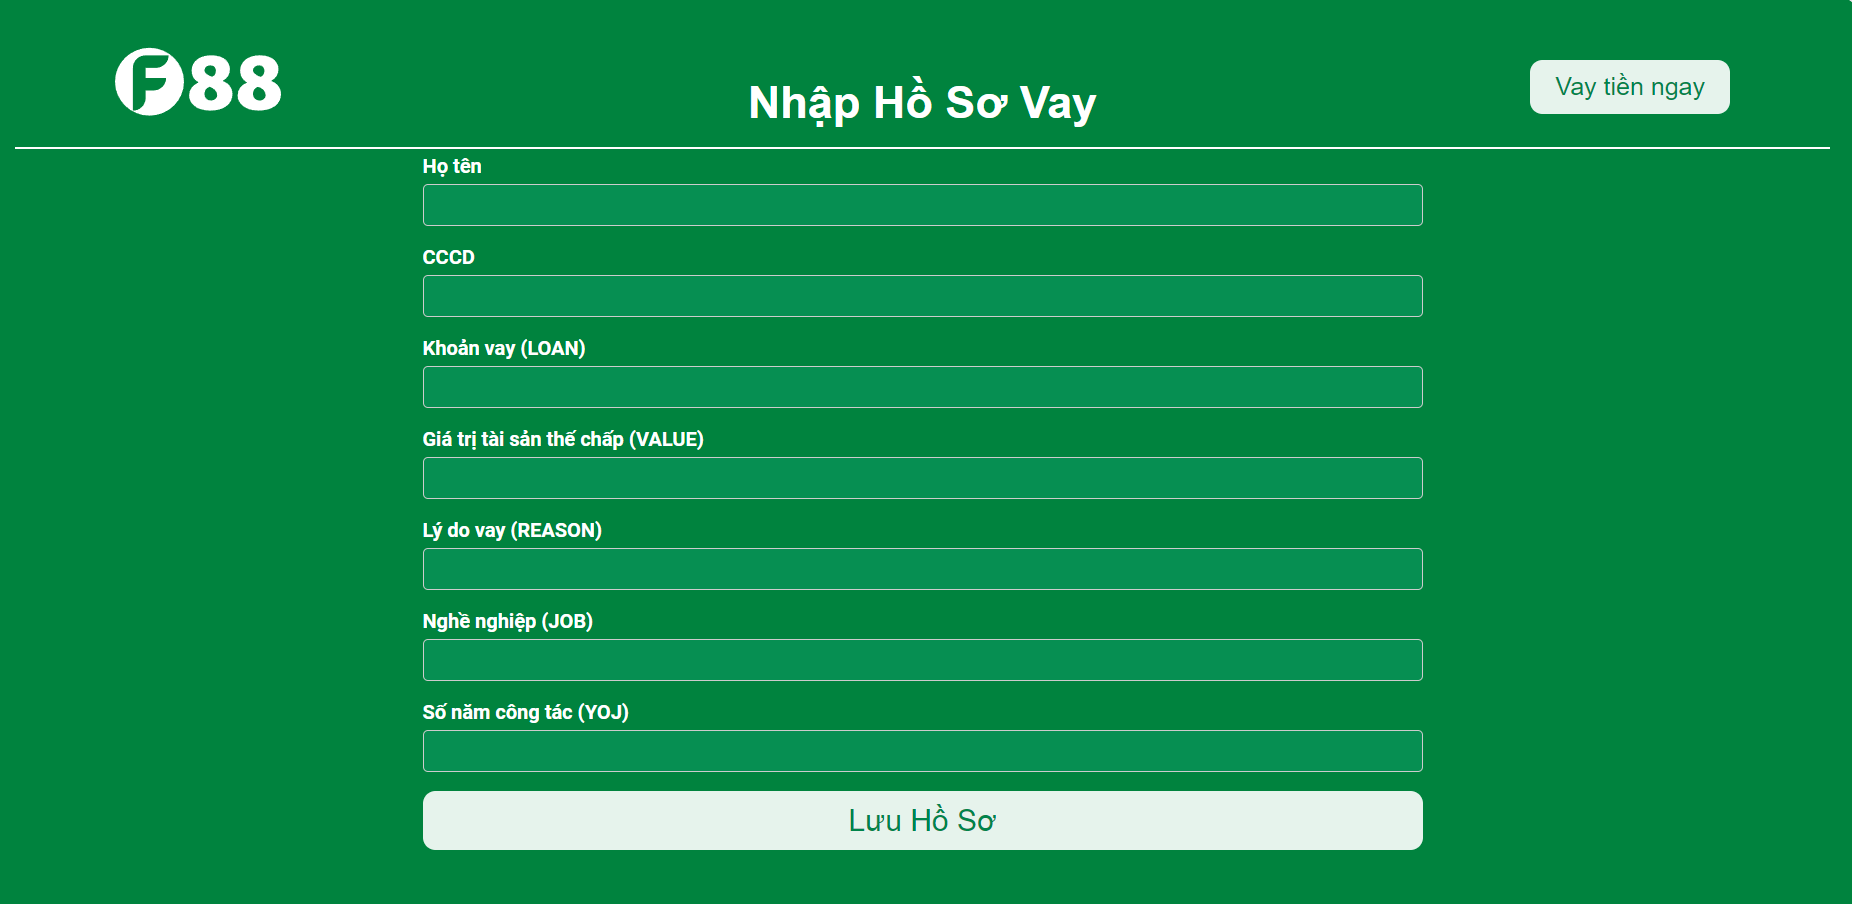 F88
Nhập Hồ Sơ Vay
Vay tiền ngay
Họ tên
CCCD
Khoản vay (LOAN)
Giá trị tài sản thế chấp (VALUE)
Lý do vay (REASON)
Nghề nghiệp (JOB)
Số năm công tác (YOJ)
Lưu Hồ Sơ